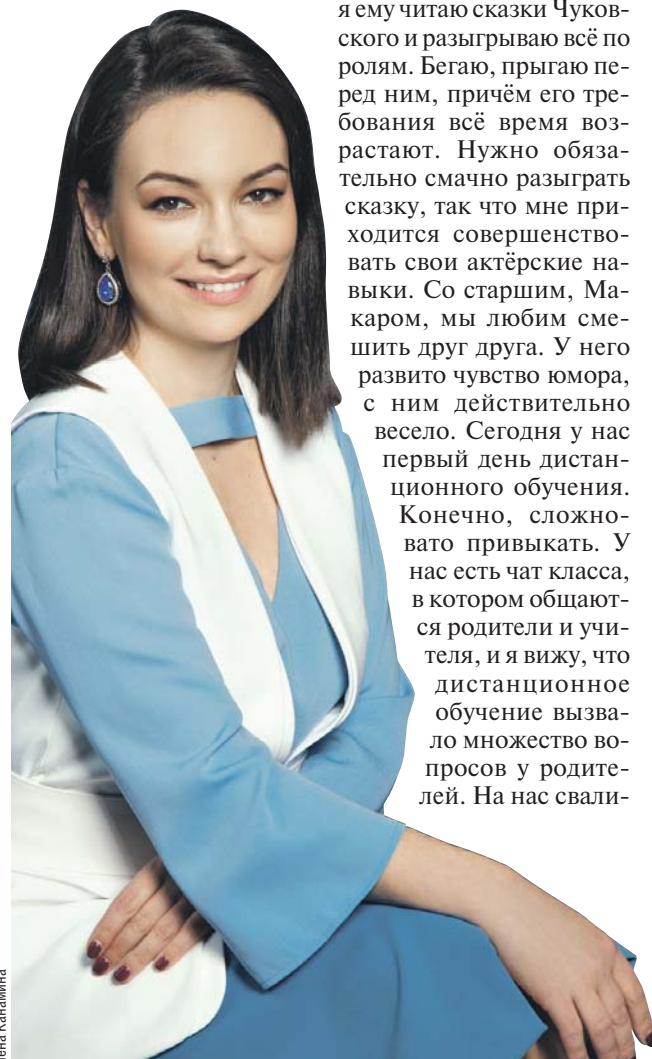 я ему читаю сказки Чуков-
ского и разыгрываю всё по
ролям. Бегаю, прыгаю пе-
ред ним, причём его тре-
бования всё время воз-
растают. Нужно обяза-
тельно смачно разыграть
сказку, так что мне при-
ходится совершенство-
вать свои актёрские на-
выки. Со старшим, Ма-
каром, мы любим сме-
шить друг друга. У него
развито чувство юмора,
с ним действительно
весело. Сегодня у нас
первый день дистан-
ционного обучения.
Конечно, сложно-
вато привыкать. У
нас есть чат класса,
в котором общают-
ся родители и учи-
теля, и я вижу, что
дистанционное
обучение вызва-
ло множество во-
просов у родите-
лей. На нас свали-